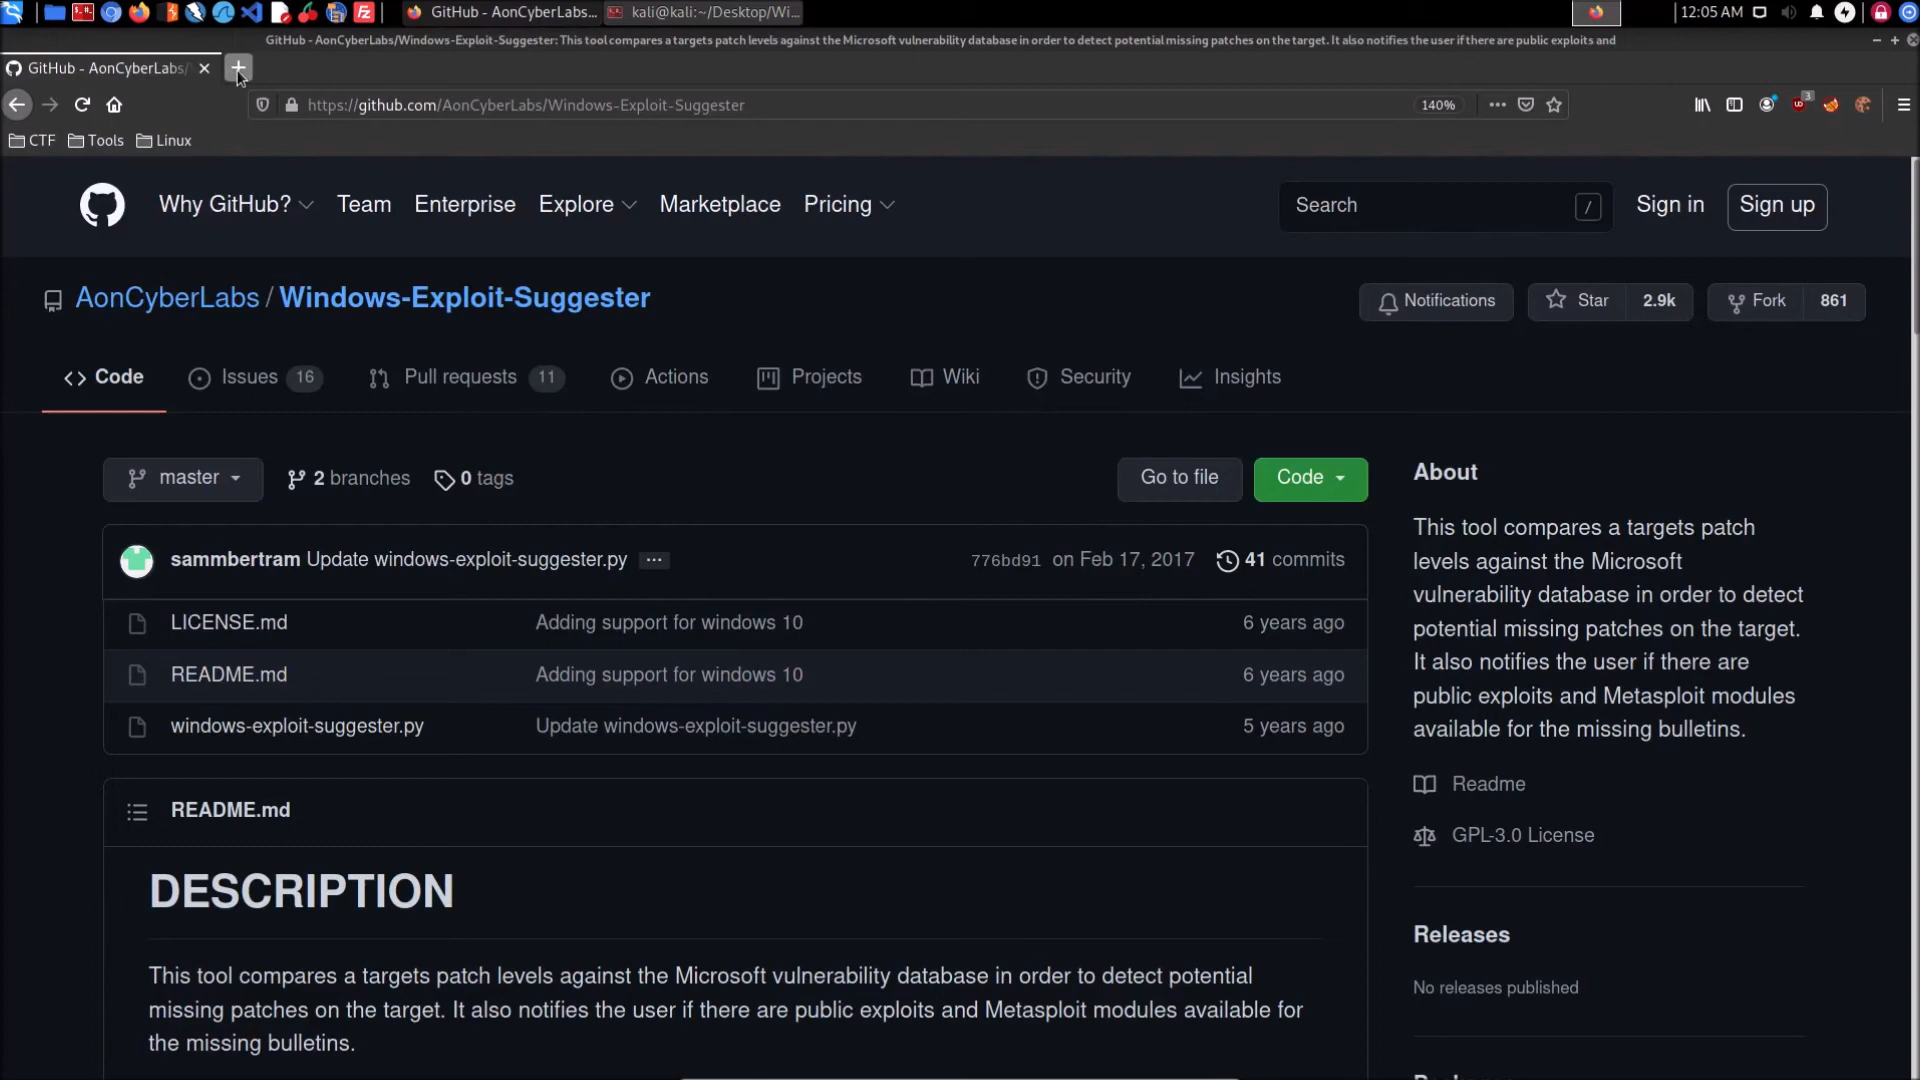 GitHub - AonCyberLabs...
kali@kali:~/Desktop/Wi...
12:05 AM
GitHub - AonCyberLabs/Windows-Exploit-Suggester: This tool compares a targets patch levels against the Microsoft vulnerability database in order to detect potential missing patches on the target. It also notifies the user if there are public exploits and
GitHub - AonCyberLabs/
https://github.com/AonCyberLabs/Windows-Exploit-Suggester
140%
3
CTF Tools Linux
Why GitHub? Team Enterprise Explore Marketplace Pricing
Search /
Sign in
Sign up
AonCyberLabs / Windows-Exploit-Suggester
Notifications
Star 2.9k
Fork 861
Code
Issues 16
Pull requests 11
Actions
Projects
Wiki
Security
Insights
master
2 branches
0 tags
Go to file
Code
sammbertram Update windows-exploit-suggester.py ...
776bd91 on Feb 17, 2017
41 commits
LICENSE.md Adding support for windows 10 6 years ago
README.md Adding support for windows 10 6 years ago
windows-exploit-suggester.py Update windows-exploit-suggester.py 5 years ago
README.md
DESCRIPTION
This tool compares a targets patch levels against the Microsoft vulnerability database in order to detect potential
missing patches on the target. It also notifies the user if there are public exploits and Metasploit modules available for
the missing bulletins.
About
This tool compares a targets patch
levels against the Microsoft
vulnerability database in order to detect
potential missing patches on the target.
It also notifies the user if there are
public exploits and Metasploit modules
available for the missing bulletins.
Readme
GPL-3.0 License
Releases
No releases published